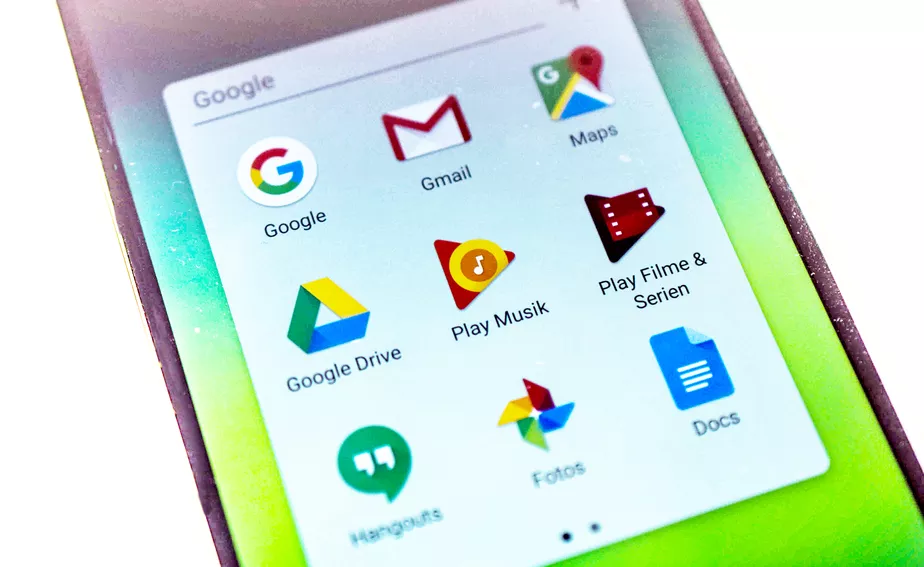 Google
Google
Gmail
G
Maps
Google Drive
Play Musik
Play Filme &
Serien
Hangouts
Fotos
Docs